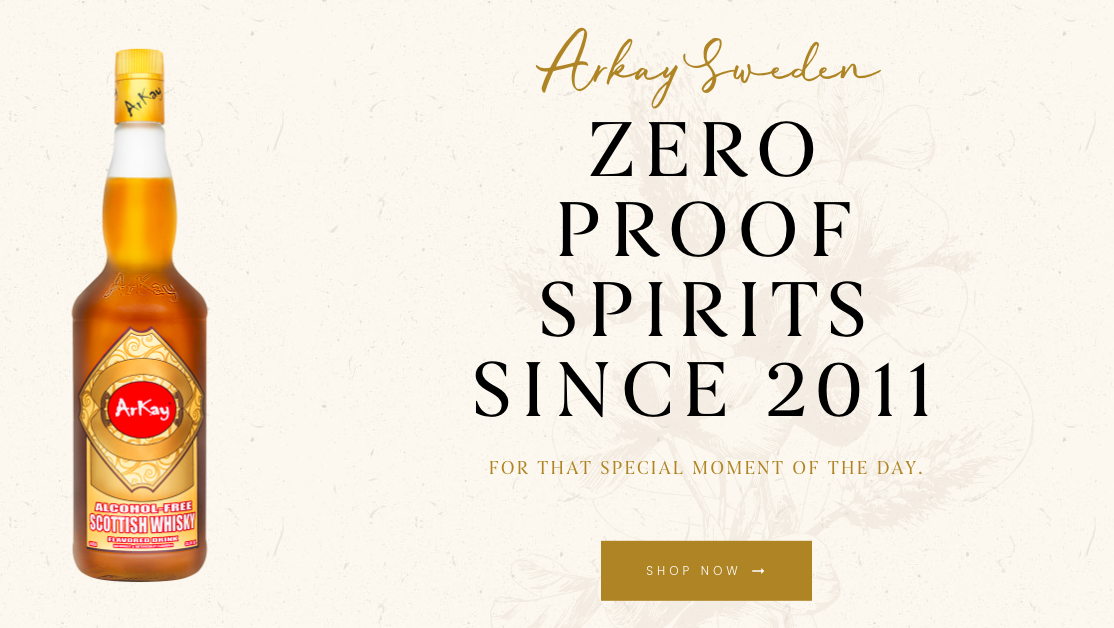 Arkay Sweden
ZERO
PROOF
SPIRITS
SINCE 2011
FOR THAT SPECIAL MOMENT OF THE DAY.
SHOP NOW →
ArKay
ArKay
ArKay
ALCOHOL-FREE
SCOTTISH WHISKY
FLAVORED DRINK